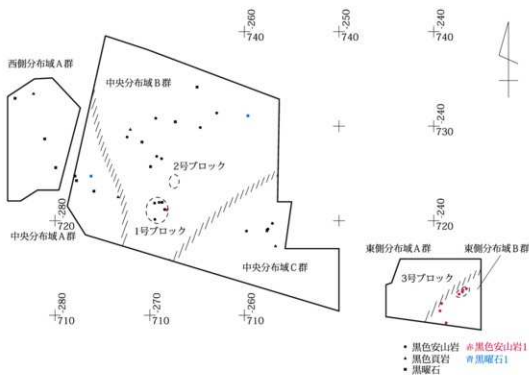 -260
740
-250
740
-240
740
西側分布域A群
中央分布域B群
-240
730
2号ブロック
-280
720
中央分布域A群
1号ブロック
-240
720
東側分布域A群
東側分布域B群
3号ブロック
中央分布域C群
-280
710
-270
710
-260
710
黒色安山岩
赤黒色安山岩1
黒色頁岩
青黒曜石1
黒曜石